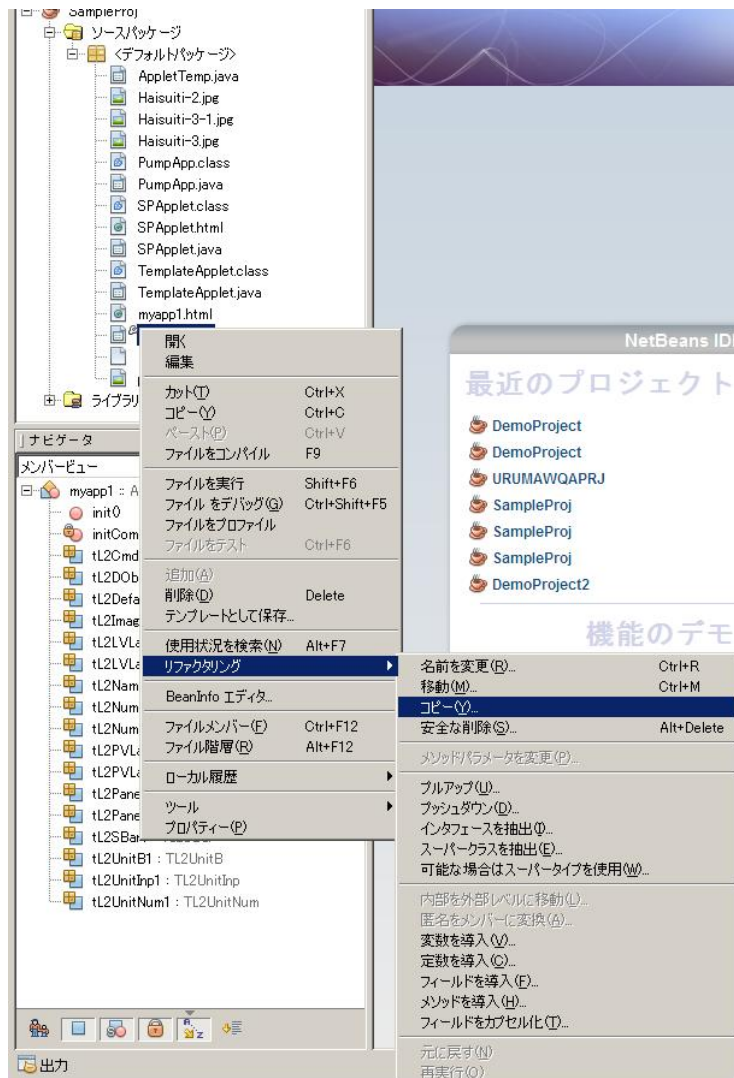 SampleProj
ソースパッケージ
<デフォルトパッケージ>
AppletTemp.java
Haisuiti-2.jpg
Haisuiti-3-1.jpg
Haisuiti-3.jpg
PumpApp.class
PumpApp.java
SPApplet.class
SPApplet.html
SPApplet.java
TemplateApplet.class
TemplateApplet.java
myapp1.html
ライブラリ
ナビゲータ
メンバービュー
myapp1 :: A
init()
initCom
tL2Cmd
tL2DOb
tL2Defa
tL2Imag
tL2LVLa
tL2LVLa
tL2Nam
tL2Num
tL2Num
tL2PVLa
tL2PVLa
tL2Pane
tL2Pane
tL2SBar
tL2UnitB1 : TL2UnitB
tL2UnitInp1 : TL2UnitInp
tL2UnitNum1 : TL2UnitNum
出力
開く
編集
カット(T) Ctrl+X
コピー(Y) Ctrl+C
ペースト(P) Ctrl+V
ファイルをコンパイル F9
ファイルを実行 Shift+F6
ファイル をデバッグ(G) Ctrl+Shift+F5
ファイルをプロファイル
ファイルをテスト Ctrl+F6
追加(A)
削除(D) Delete
テンプレートとして保存...
使用状況を検索(N) Alt+F7
リファクタリング
BeanInfo エディタ...
ファイルメンバー(F) Ctrl+F12
ファイル階層(R) Alt+F12
ローカル履歴
ツール
プロパティー(P)
名前を変更(R)... Ctrl+R
移動(M)... Ctrl+M
コピー(Y)...
安全な削除(S)... Alt+Delete
メソッドパラメータを変更(P)...
プルアップ(U)...
プッシュダウン(D)...
インタフェースを抽出(I)...
スーパークラスを抽出(E)...
可能な場合はスーパータイプを使用(W)...
内部を外部レベルに移動(L)...
匿名をメンバーに変換(A)...
変数を導入(V)...
定数を導入(C)...
フィールドを導入(F)...
メソッドを導入(H)...
フィールドをカプセル化(T)...
元に戻す(N)
再実行(O)
NetBeans ID
最近のプロジェクト
DemoProject
DemoProject
URUMAWQAPRJ
SampleProj
SampleProj
SampleProj
DemoProject2
機能のデモ